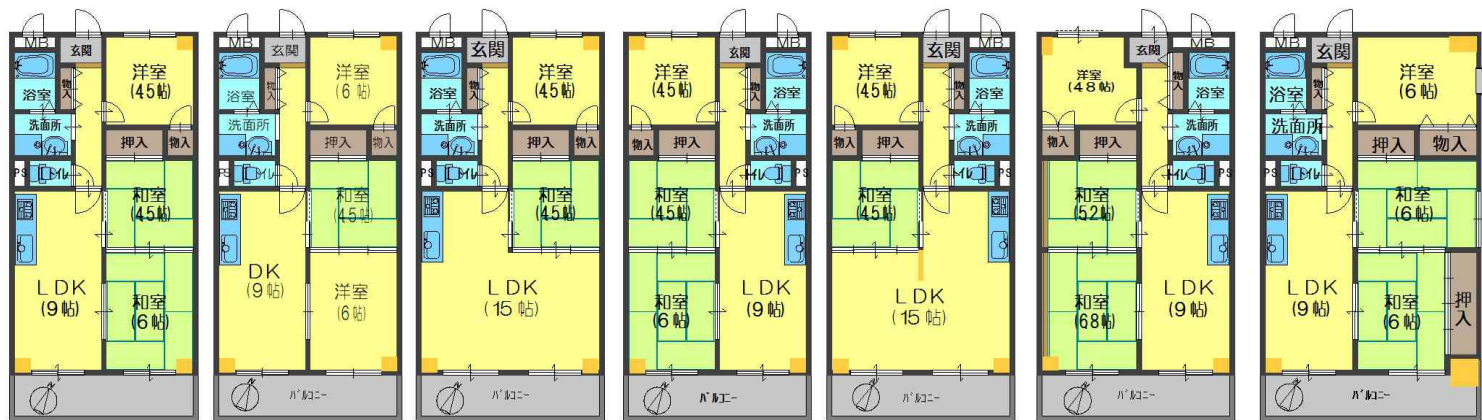 MB
玄関
浴室
物入
洋室
(4.5帖)
洗面所
押入
物入
PS
トイレ
和室
(4.5帖)
LDK
(9帖)
和室
(6帖)
MB
玄関
浴室
物入
洋室
(6帖)
洗面所
押入
物入
PS
トイレ
和室
(4.5帖)
DK
(9帖)
洋室
(6帖)
バルコニー
MB
玄関
浴室
物入
洋室
(4.5帖)
洗面所
押入
物入
PS
トイレ
和室
(4.5帖)
LDK
(15帖)
バルコニー
玄関
MB
洋室
(4.5帖)
物入
浴室
洗面所
物入
押入
トイレ
PS
和室
(4.5帖)
LDK
(9帖)
和室
(6帖)
バルコニー
玄関
MB
洋室
(4.5帖)
物入
浴室
洗面所
物入
押入
トイレ
PS
和室
(4.5帖)
LDK
(15帖)
バルコニー
玄関
MB
洋室
(4.8帖)
物入
浴室
洗面所
物入
押入
トイレ
PS
和室
(5.2帖)
LDK
(9帖)
和室
(6.8帖)
バルコニー
MB
玄関
浴室
物入
洋室
(6帖)
洗面所
押入
物入
PS
トイレ
和室
(6帖)
LDK
(9帖)
和室
(6帖)
押入
バルコニー